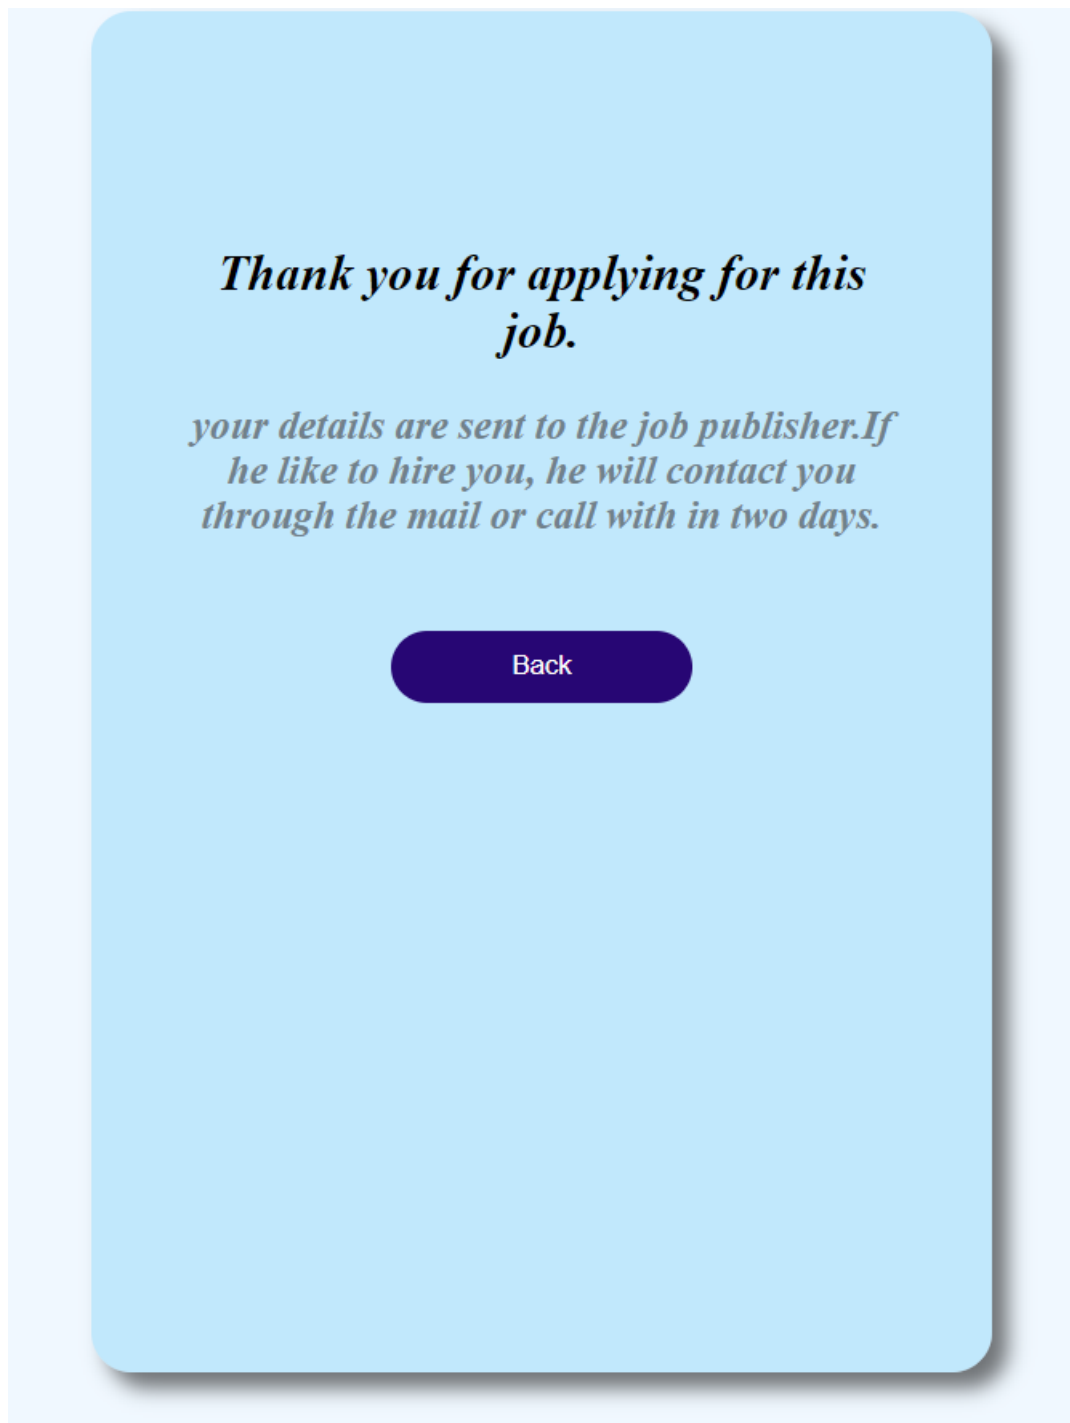 Thank you for applying for this
job.
your details are sent to the job publisher.If
he like to hire you, he will contact you
through the mail or call with in two days.
Back